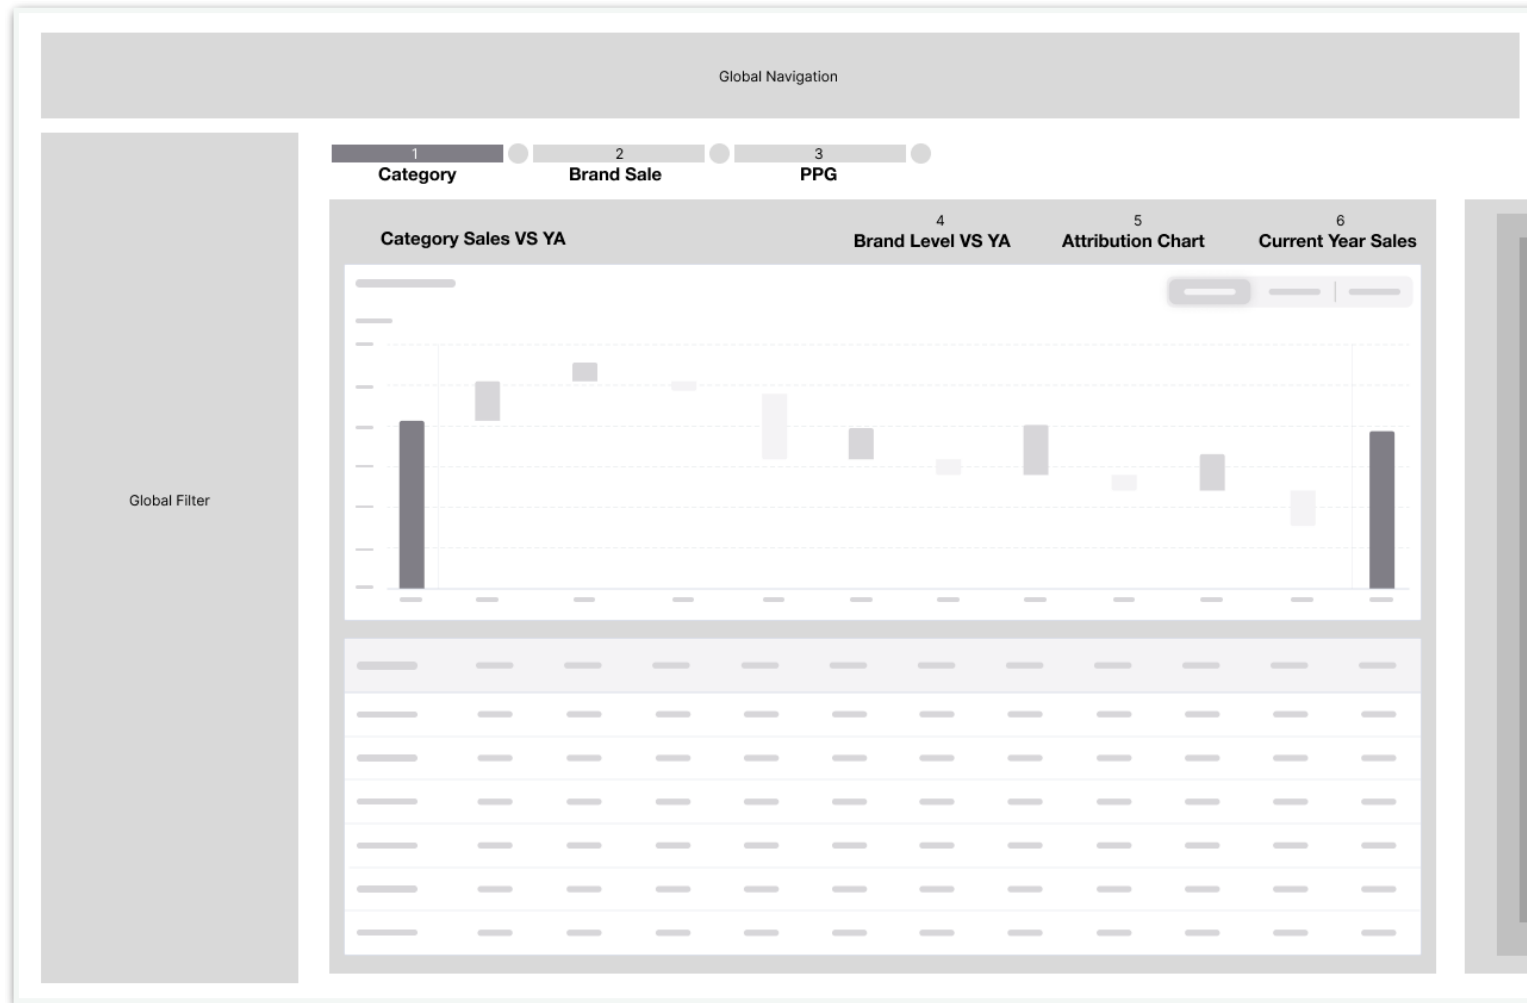 Global Navigation
Global Filter
1
Category
2
Brand Sale
3
PPG
Category Sales VS YA
4
Brand Level VS YA
5
Attribution Chart
6
Current Year Sales